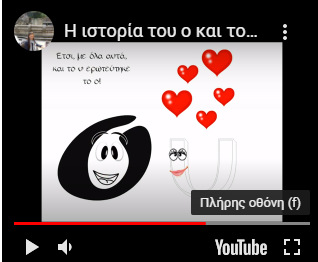 Η ιστορία του ο και το...
Έτσι, με όλα αυτά,
και το υ ερωτεύτηκε
το ο!
Πλήρης οθόνη (f)
YouTube